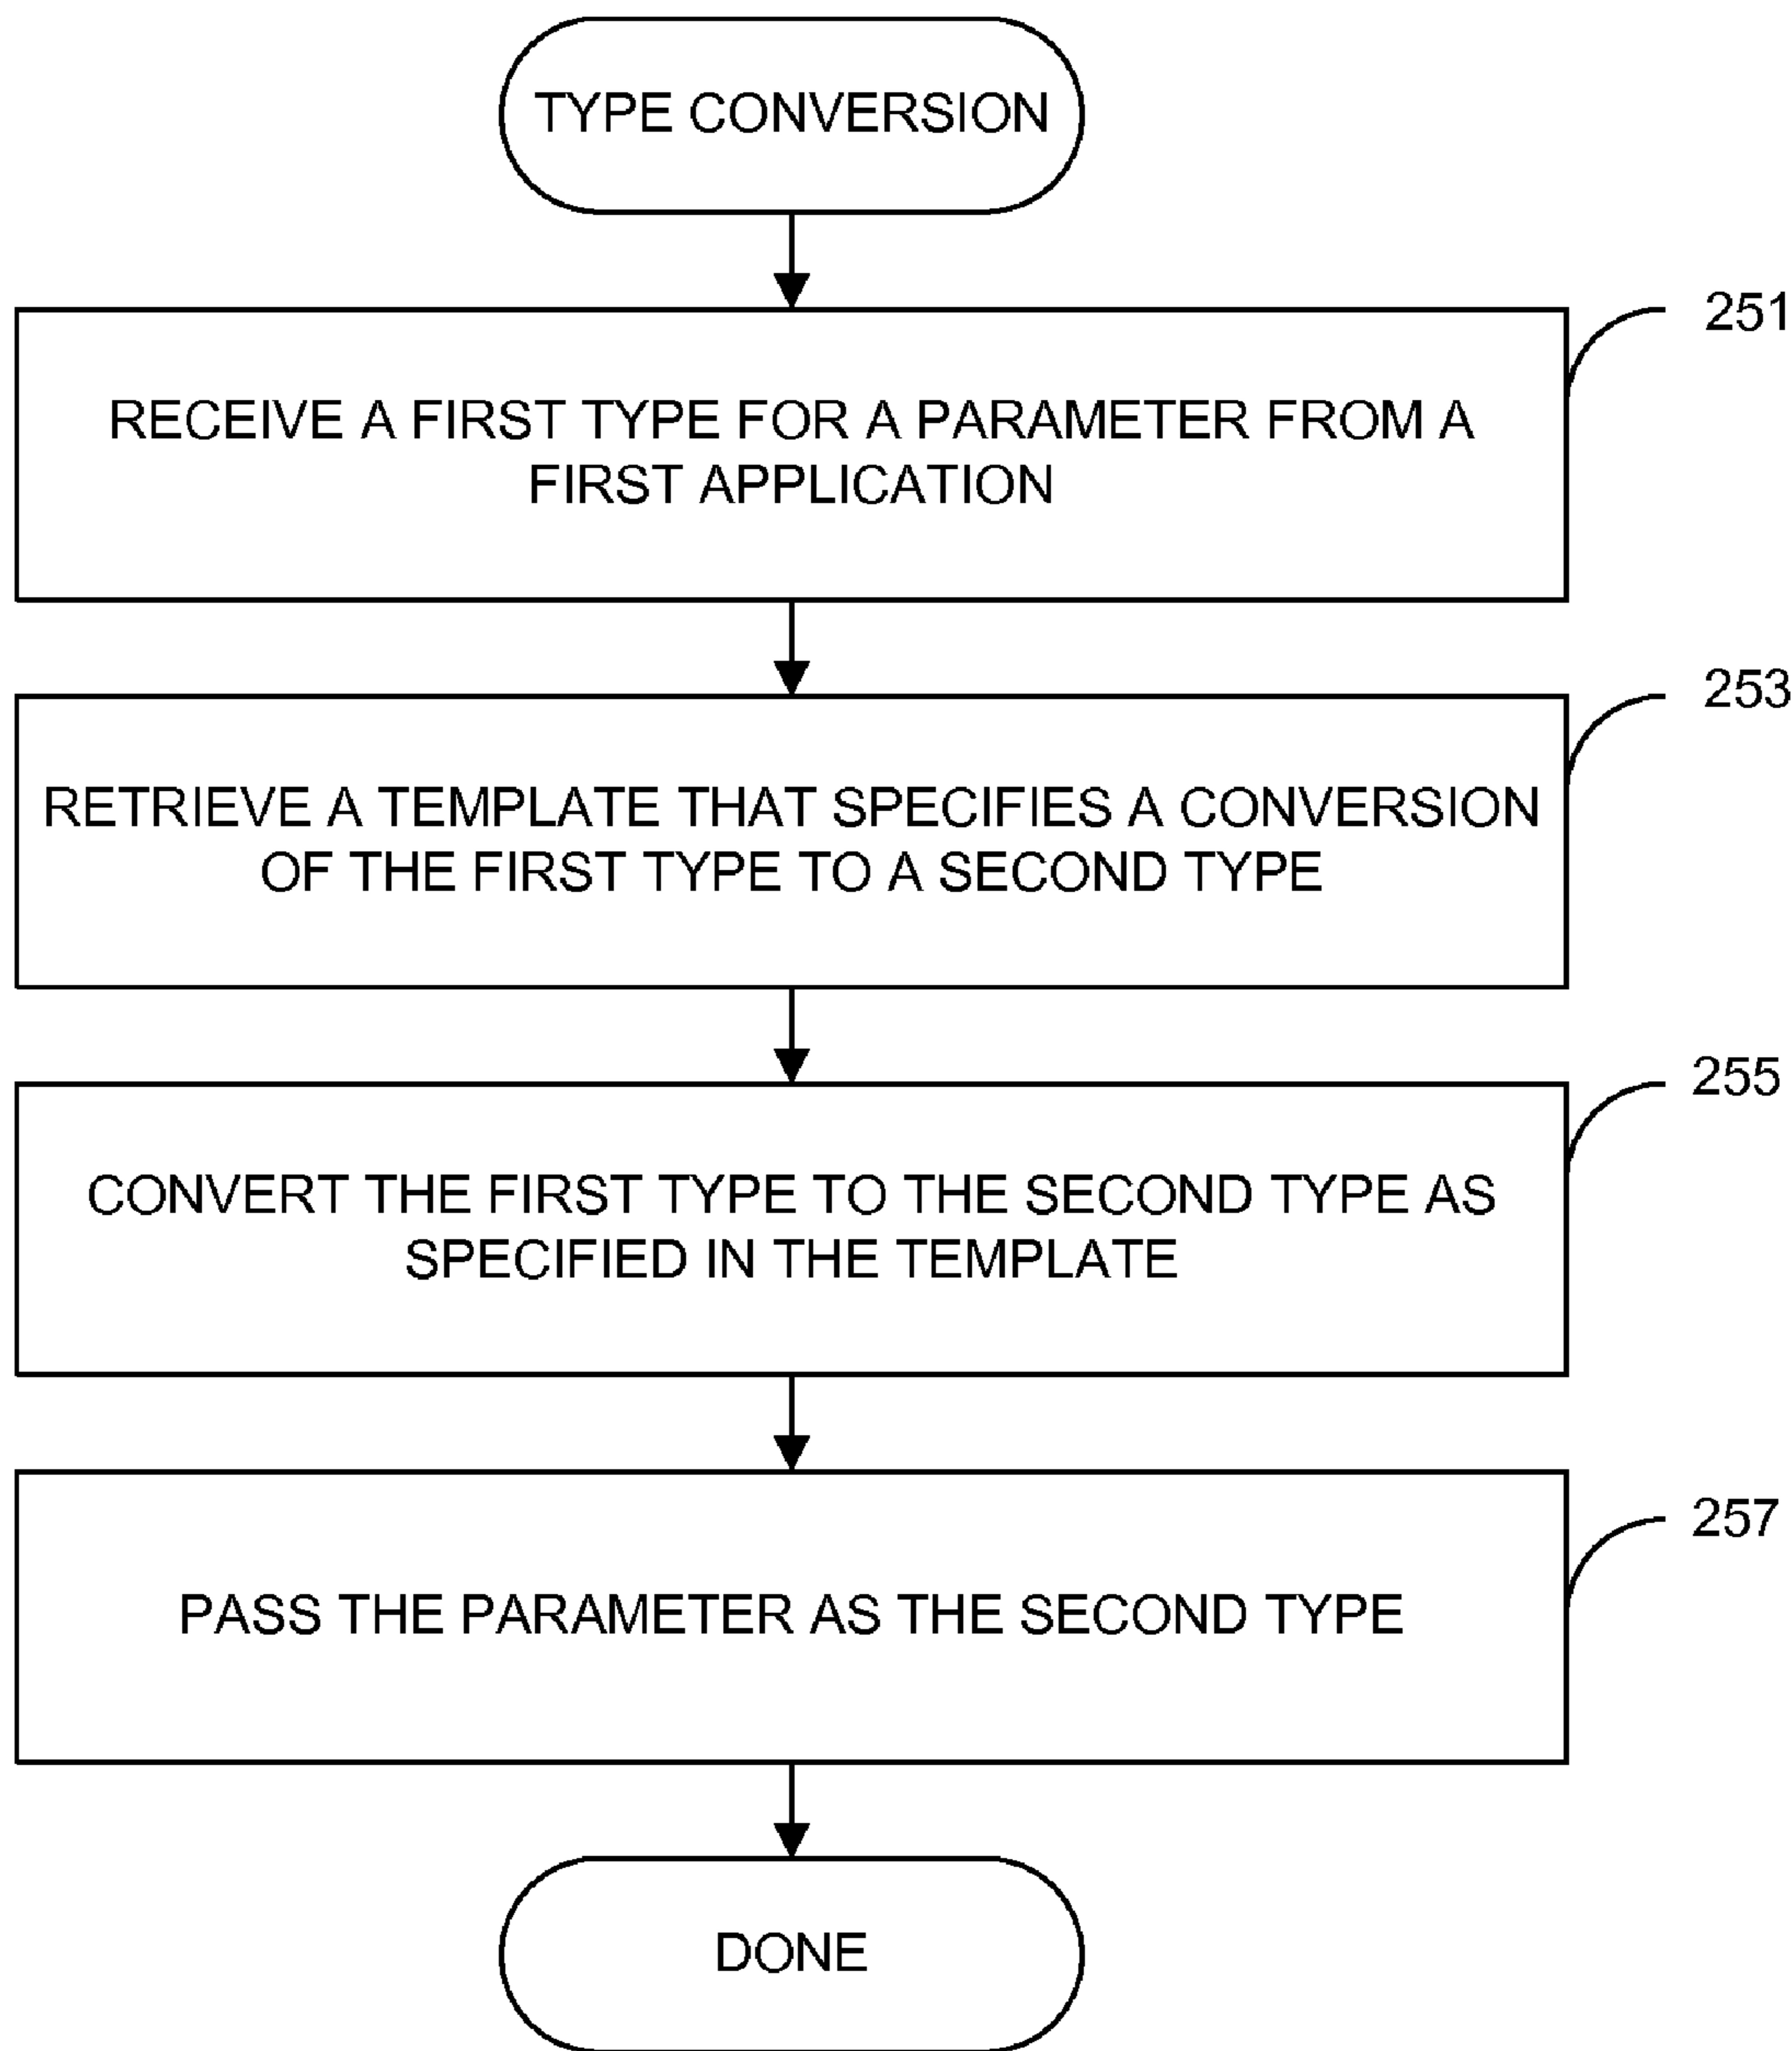 TYPE CONVERSION
251
RECEIVE A FIRST TYPE FOR A PARAMETER FROM A
FIRST APPLICATION
253
RETRIEVE A TEMPLATE THAT SPECIFIES A CONVERSION
OF THE FIRST TYPE TO A SECOND TYPE
255
CONVERT THE FIRST TYPE TO THE SECOND TYPE AS
SPECIFIED IN THE TEMPLATE
257
PASS THE PARAMETER AS THE SECOND TYPE
DONE